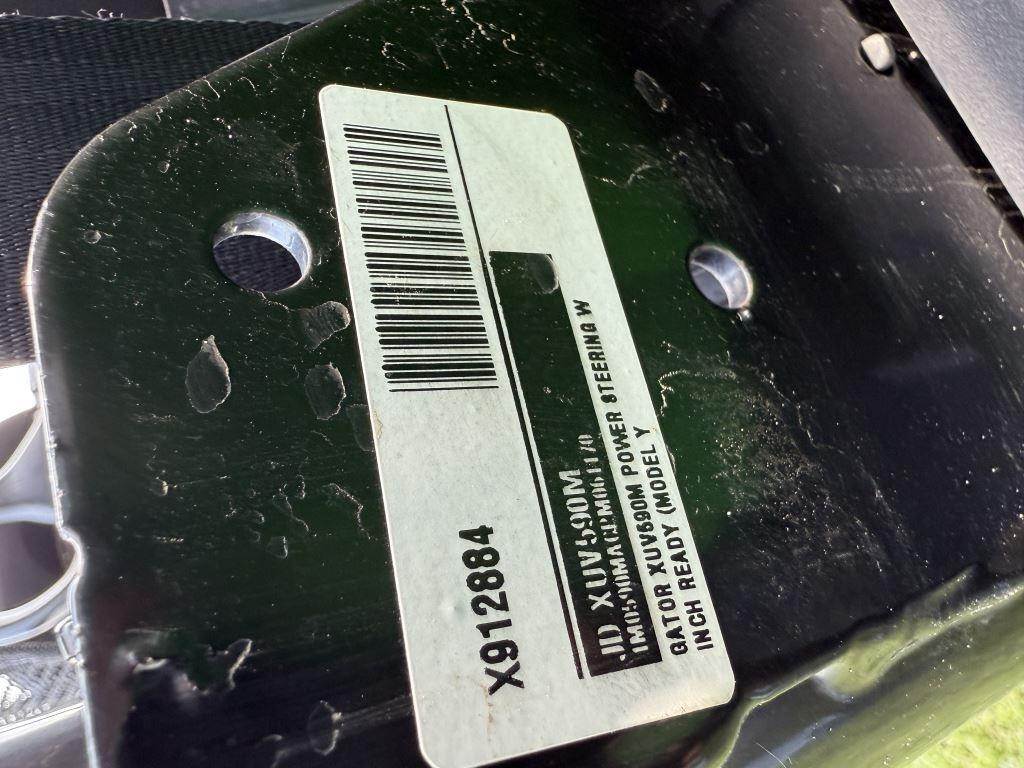 X912884
JD XUV590M
GATOR XUV590M POWER STEERING W
INCH READY (MODEL Y